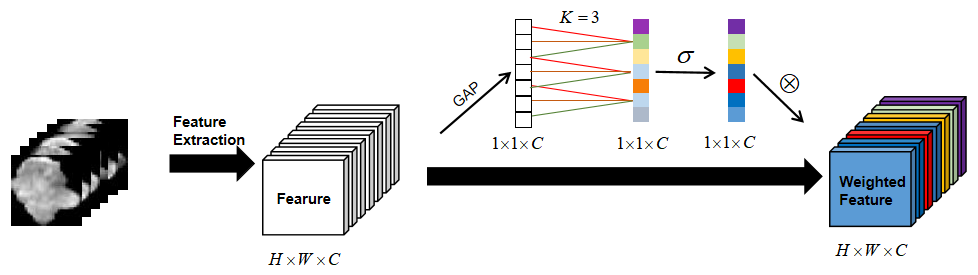 K = 3
σ
GAP
⊗
1×1×C
1×1×C
1×1×C
Feature
Extraction
Fearure
H×W×C
Weighted
Feature
H×W×C